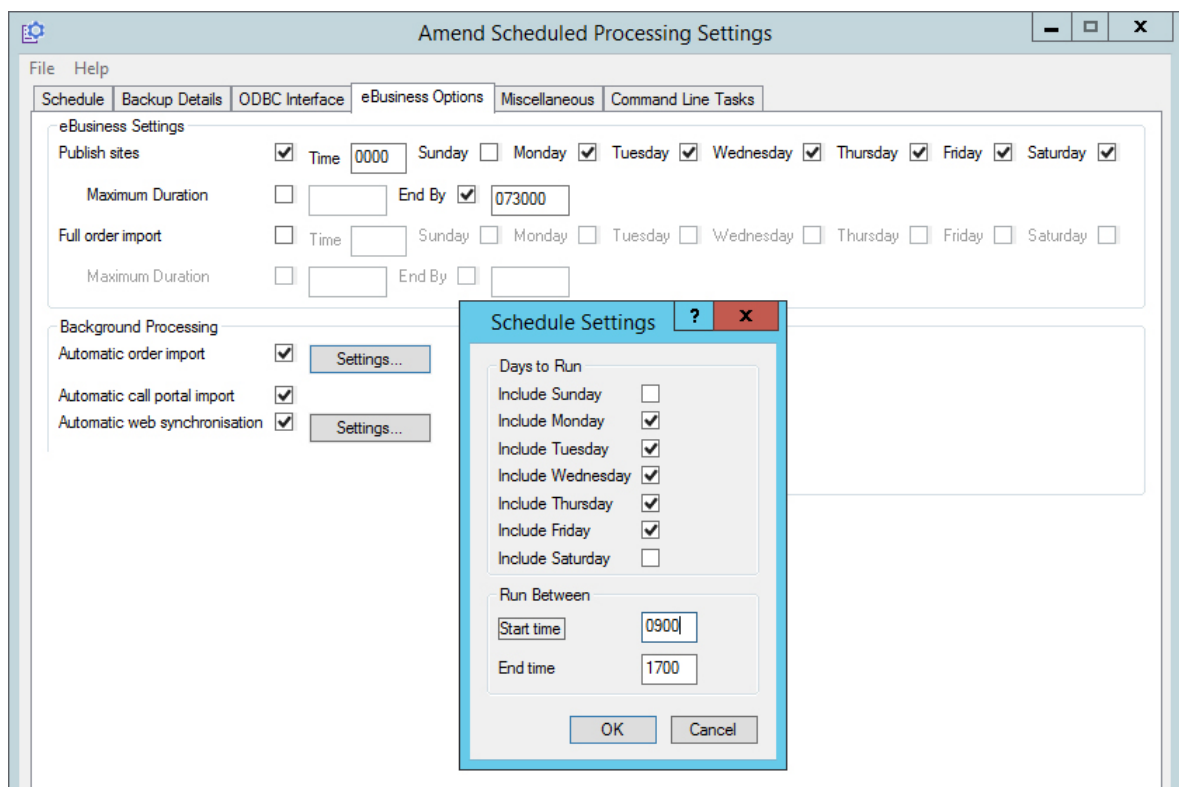 Amend Scheduled Processing Settings
File Help
Schedule Backup Details ODBC Interface eBusiness Options Miscellaneous Command Line Tasks
eBusiness Settings
Publish sites Time 0000 Sunday Monday Tuesday Wednesday Thursday Friday Saturday
Maximum Duration End By 073000
Full order import Time Sunday Monday Tuesday Wednesday Thursday Friday Saturday
Maximum Duration End By
Background Processing
Automatic order import Settings...
Automatic call portal import
Automatic web synchronisation Settings...
Schedule Settings ? X
Days to Run
Include Sunday
Include Monday
Include Tuesday
Include Wednesday
Include Thursday
Include Friday
Include Saturday
Run Between
Start time 0900
End time 1700
OK Cancel